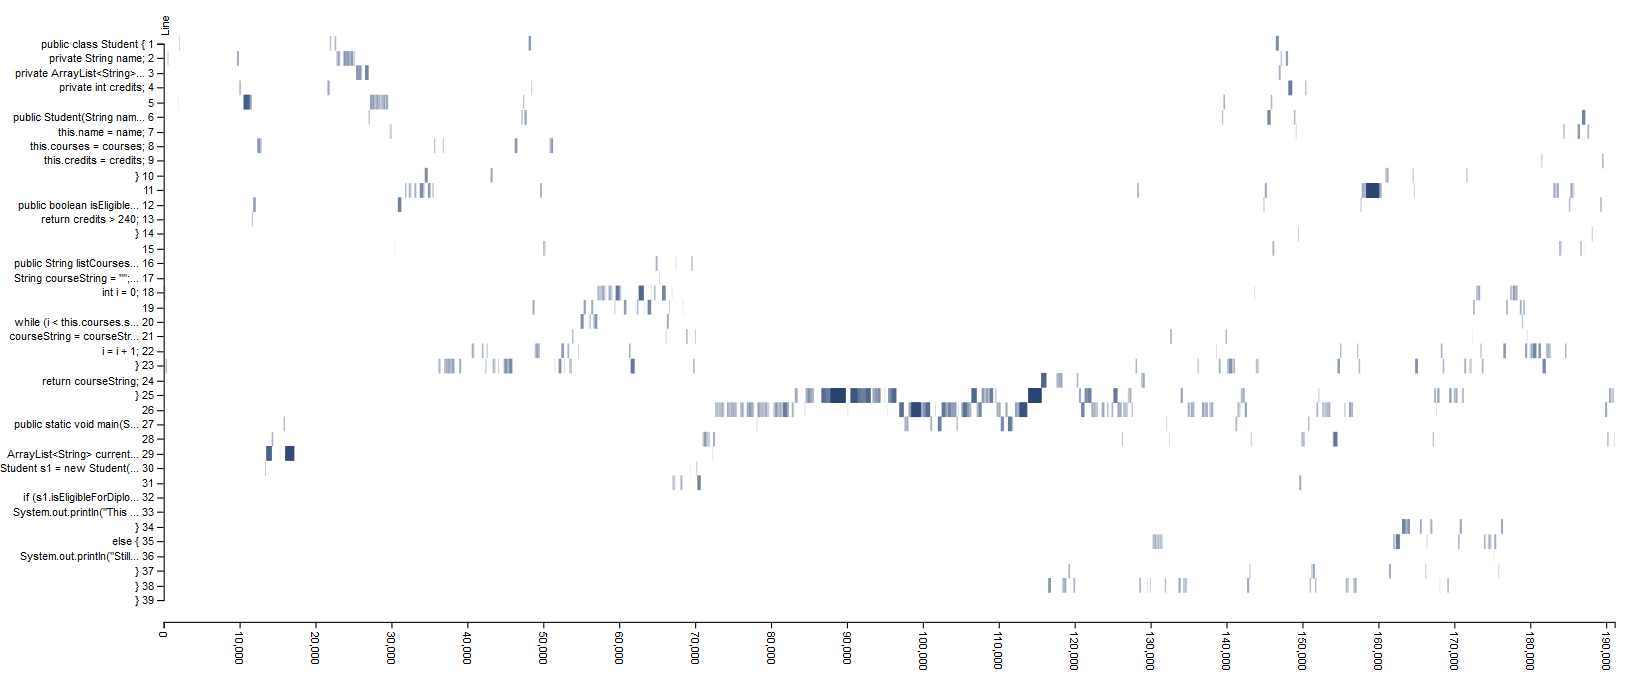 Line
public class Student { 1
private String name; 2
private ArrayList<String>... 3
private int credits; 4
5
public Student(String nam... 6
this.name = name; 7
this.courses = courses; 8
this.credits = credits; 9
} 10
11
public boolean isEligible... 12
return credits > 240; 13
} 14
15
public String listCourses... 16
String courseString = "";... 17
int i = 0; 18
19
while (i < this.courses.s... 20
courseString = courseStr... 21
i = i + 1; 22
} 23
return courseString; 24
} 25
26
public static void main(S... 27
28
ArrayList<String> current... 29
Student s1 = new Student(... 30
31
if (s1.isEligibleForDiplo... 32
System.out.println("This ... 33
} 34
else { 35
System.out.println("Still... 36
} 37
} 38
} 39
0 10,000 20,000 30,000 40,000 50,000 60,000 70,000 80,000 90,000 100,000 110,000 120,000 130,000 140,000 150,000 160,000 170,000 180,000 190,000